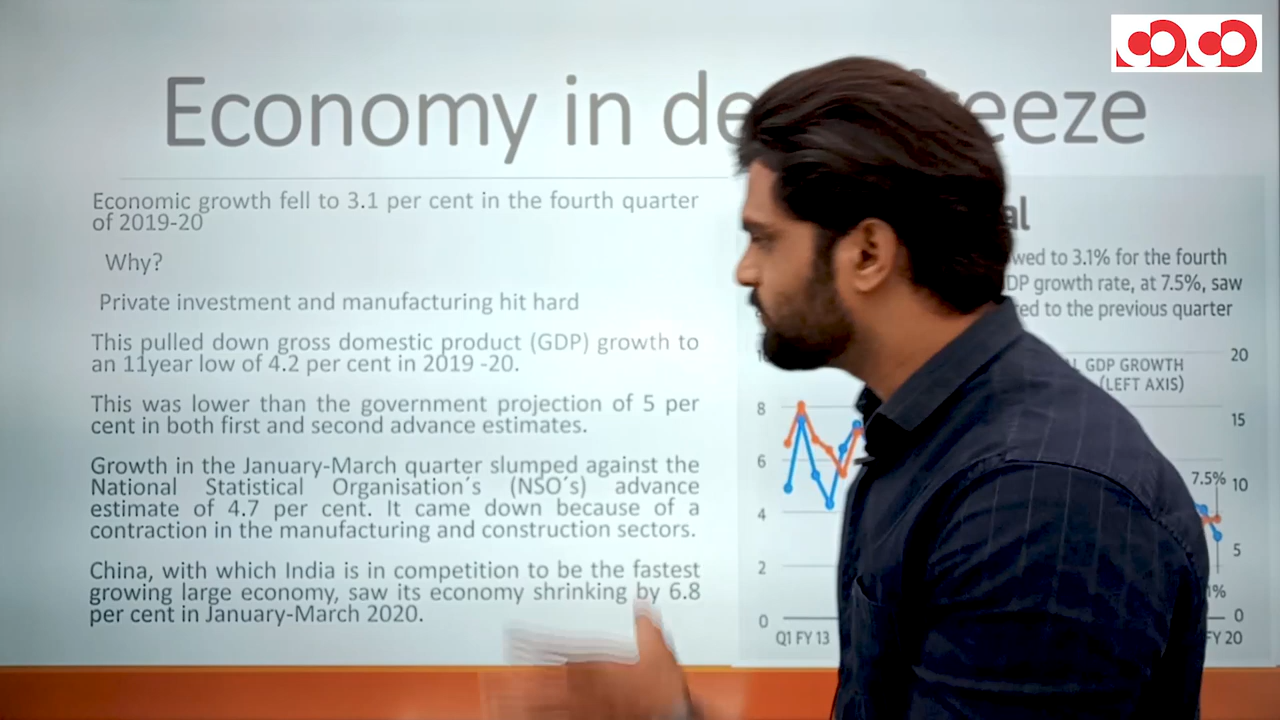 Economy in de eeze
Economic growth fell to 3.1 per cent in the fourth quarter
of 2019-20
Why?
Private investment and manufacturing hit hard
This pulled down gross domestic product (GDP) growth to
an 11year low of 4.2 per cent in 2019 -20.
This was lower than the government projection of 5 per
cent in both first and second advance estimates.
Growth in the January-March quarter slumped against the
National Statistical Organisation´s (NSO´s) advance
estimate of 4.7 per cent. It came down because of a
contraction in the manufacturing and construction sectors.
China, with which India is in competition to be the fastest
growing large economy, saw its economy shrinking by 6.8
per cent in January-March 2020.
al
wed to 3.1% for the fourth
DP growth rate, at 7.5%, saw
ed to the previous quarter
GDP GROWTH
(LEFT AXIS)
20
8
15
6
7.5%
10
4
5
2
1%
0
0
Q1 FY 13
FY 20